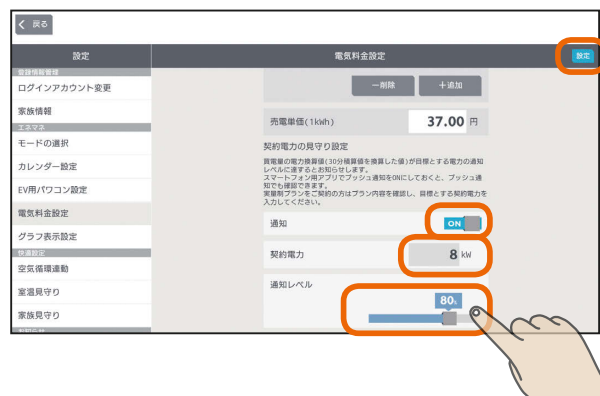 戻る
設定
電気料金設定
設定
登録情報管理
ログインアカウント変更
家族情報
エネマネ
モードの選択
カレンダー設定
EV用パワコン設定
電気料金設定
グラフ表示設定
快適設定
空気循環連動
室温見守り
家族見守り
お知らせ
ー削除
＋追加
売電単価(1kWh)
37.00 円
契約電力の見守り設定
買電量の電力換算値(30分積算値を換算した値)が目標とする電力の通知
レベルに達するとお知らせします。
スマートフォン用アプリでプッシュ通知をONにしておくと、プッシュ通
知でも確認できます。
実量制プランをご契約の方はプラン内容を確認し、目標とする契約電力を
入力してください。
通知
ON
契約電力
8 kW
通知レベル
80%